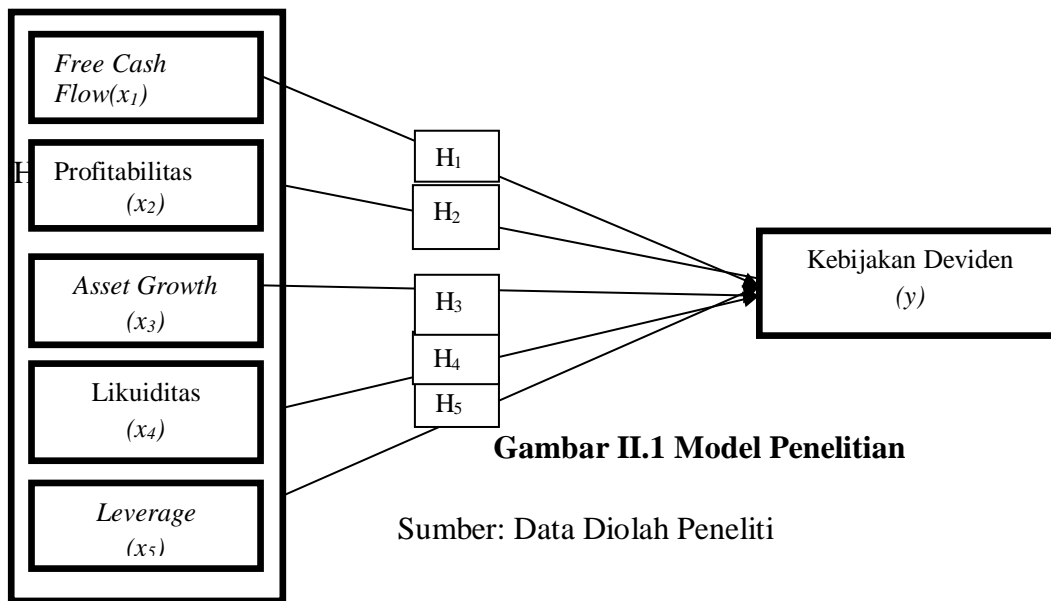 Free Cash
Flow(x₁)
H
Profitabilitas
(x₂)
Asset Growth
(x₃)
Likuiditas
(x₄)
Leverage
(x₅)
H₁
H₂
H₃
H₄
H₅
Kebijakan Deviden
(y)
Gambar II.1 Model Penelitian
Sumber: Data Diolah Peneliti